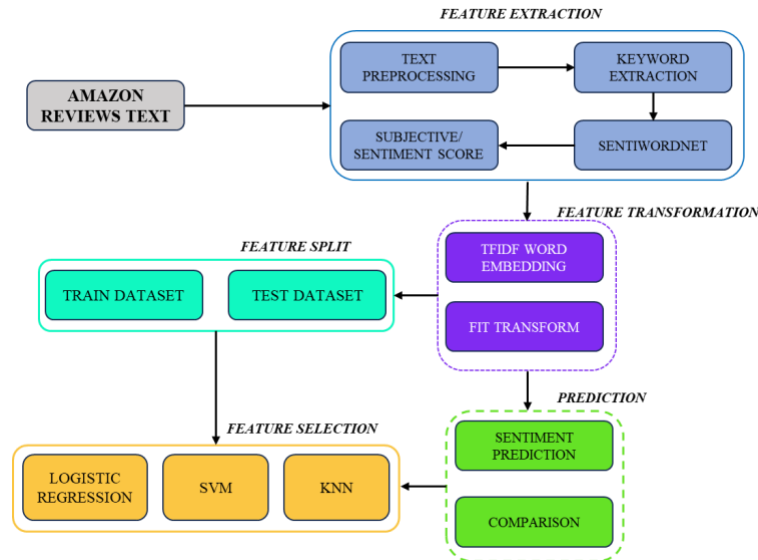 FEATURE EXTRACTION
TEXT
PREPROCESSING
KEYWORD
EXTRACTION
AMAZON
REVIEWS TEXT
SUBJECTIVE/
SENTIMENT SCORE
SENTIWORDNET
FEATURE TRANSFORMATION
FEATURE SPLIT
TFIDF WORD
EMBEDDING
TRAIN DATASET
TEST DATASET
FIT TRANSFORM
PREDICTION
FEATURE SELECTION
SENTIMENT
PREDICTION
LOGISTIC
REGRESSION
SVM
KNN
COMPARISON